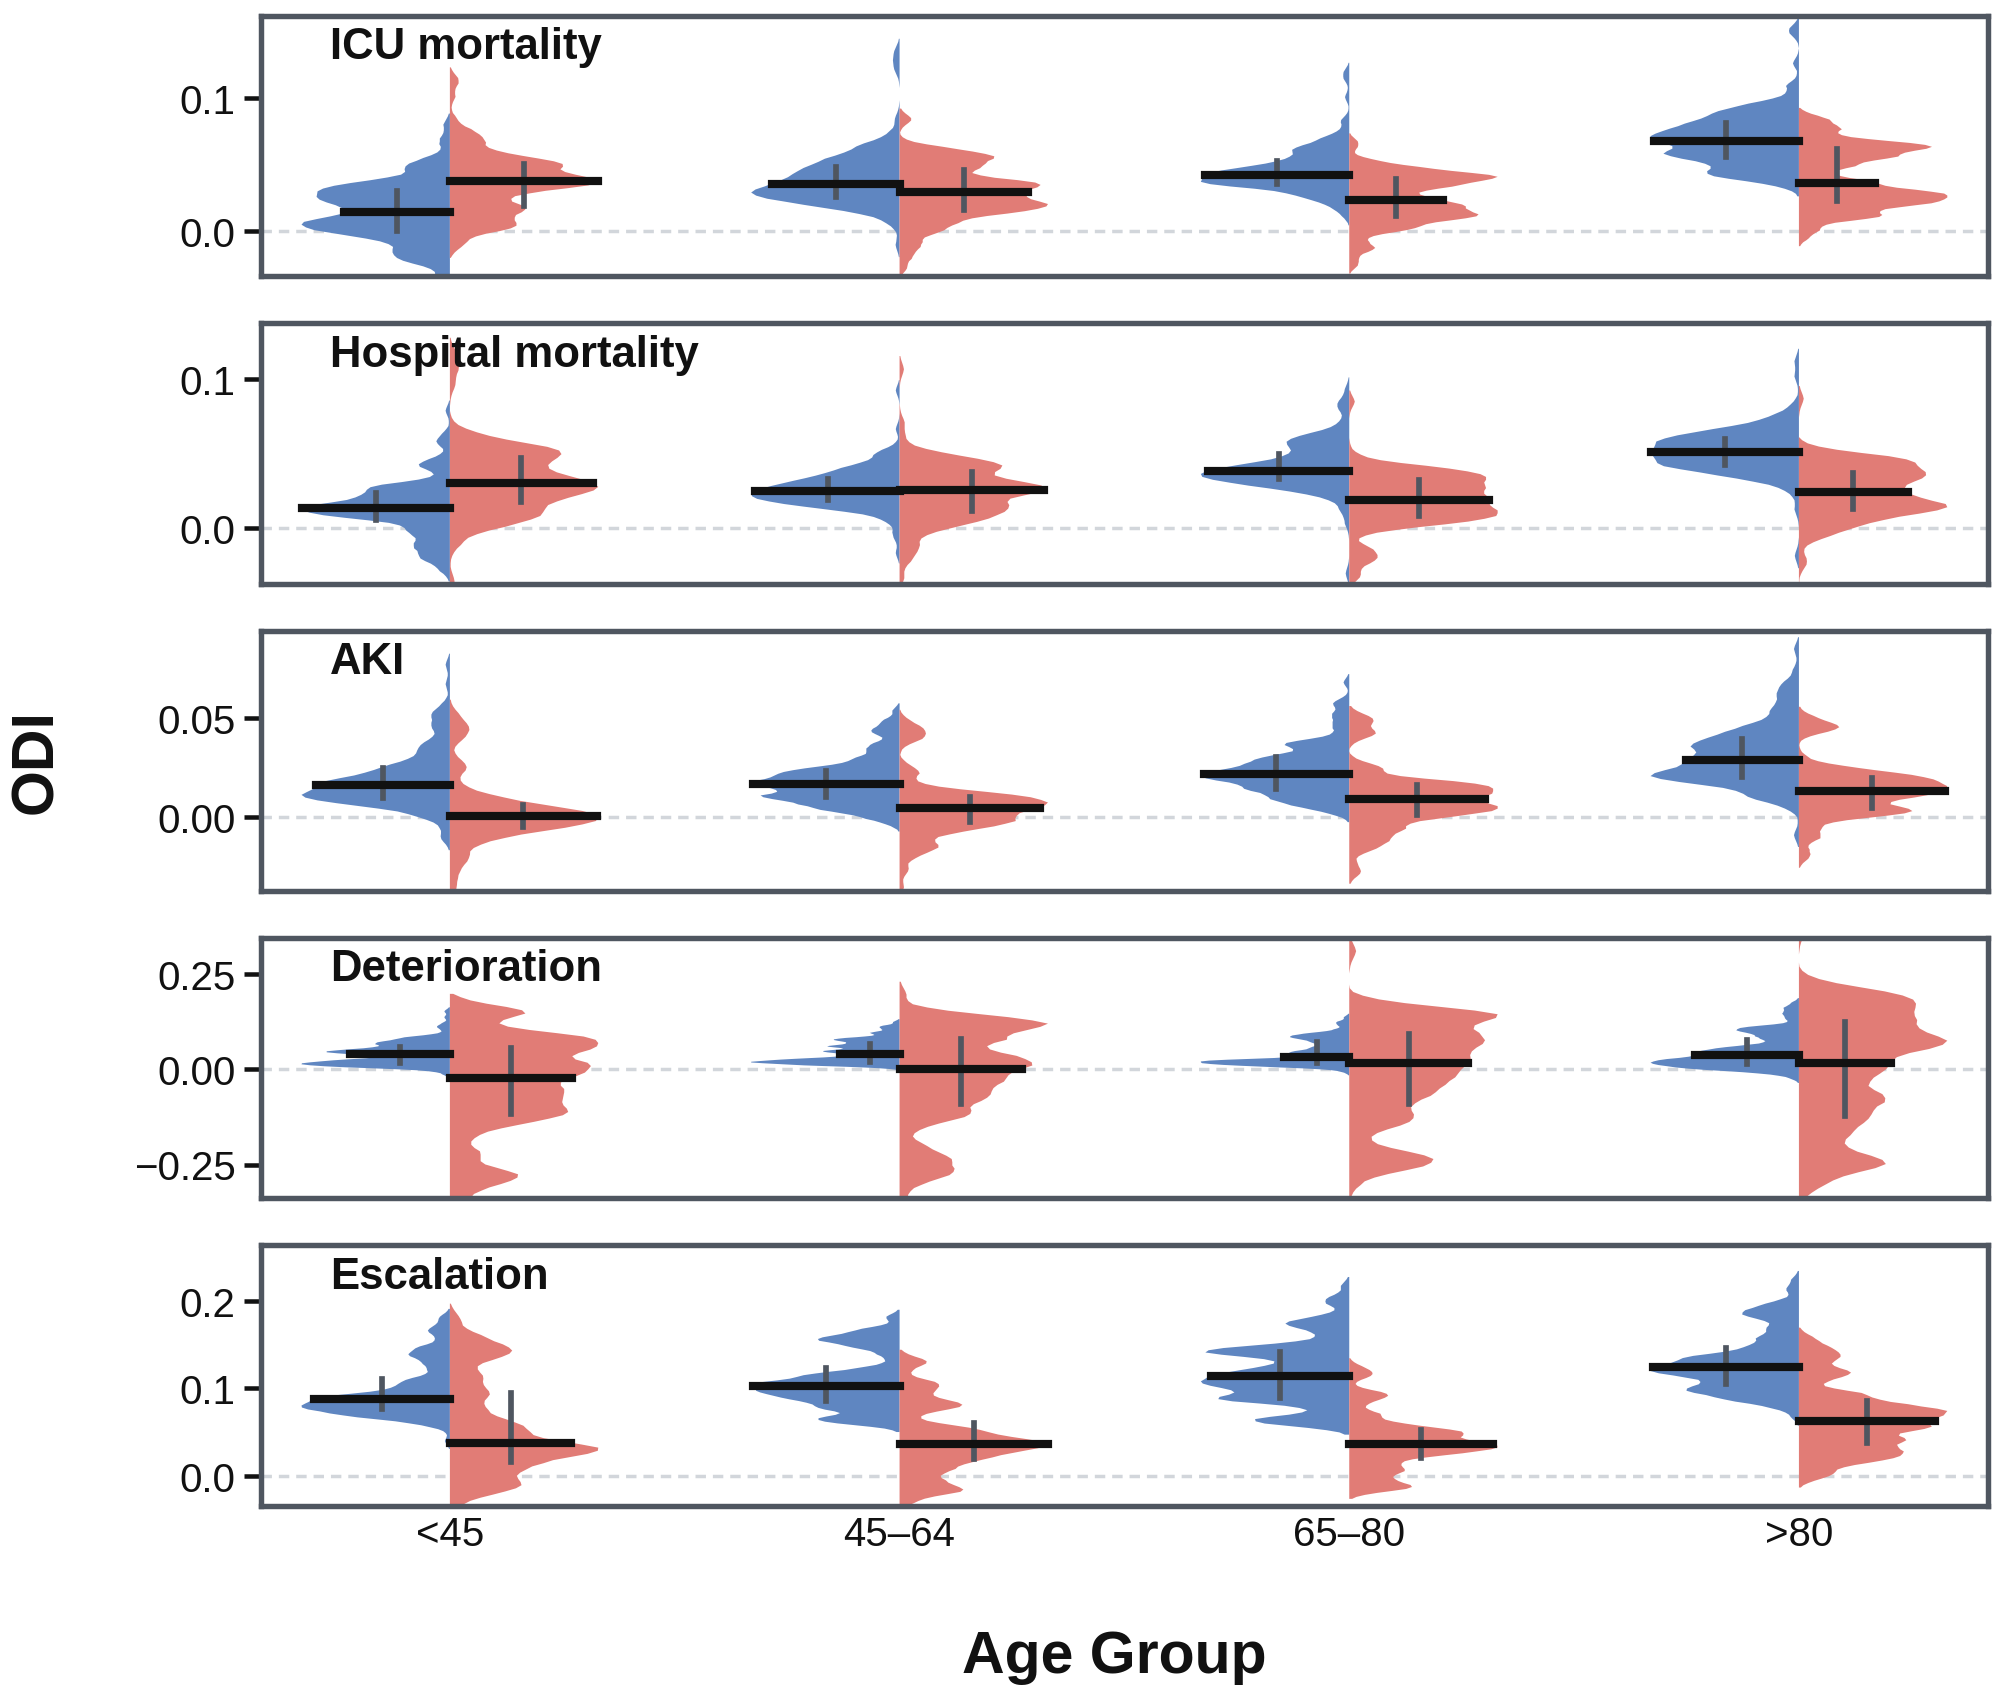 ICU mortality
0.1
0.0
Hospital mortality
0.1
0.0
AKI
0.05
0.00
ODI
Deterioration
0.25
0.00
−0.25
Escalation
0.2
0.1
0.0
<45 45–64 65–80 >80
Age Group